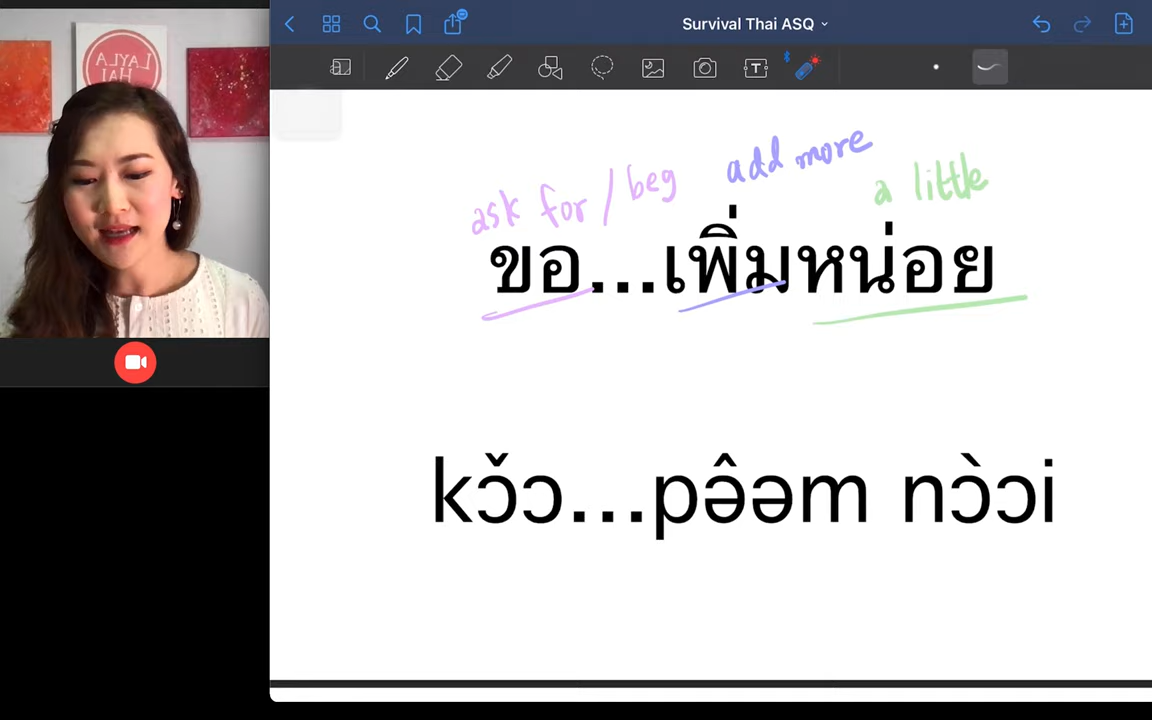 Survival Thai ASQ
LAYLA
T
ask for / beg add more a little
ขอ...เพิ่มหน่อย
kɔ̌ɔ...pə̂əm nɔ̀ɔi